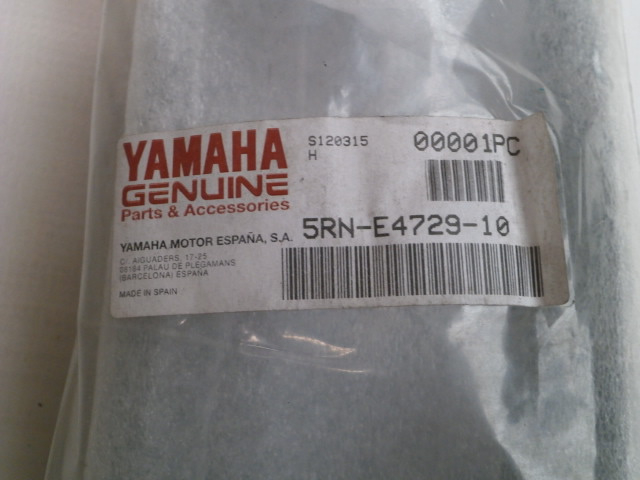 YAMAHA
GENUINE
Parts & Accessories
S120315
H
00001PC
YAMAHA MOTOR ESPAÑA, S.A.
5RN-E4729-10
C/. AIGUADERS, 17-25
08184 PALAU DE PLEGAMANS
(BARCELONA) ESPAÑA
MADE IN SPAIN